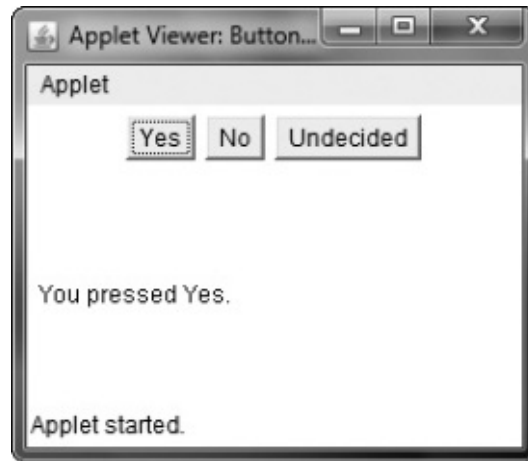 Applet Viewer: Button...
Applet
Yes No Undecided
You pressed Yes.
Applet started.